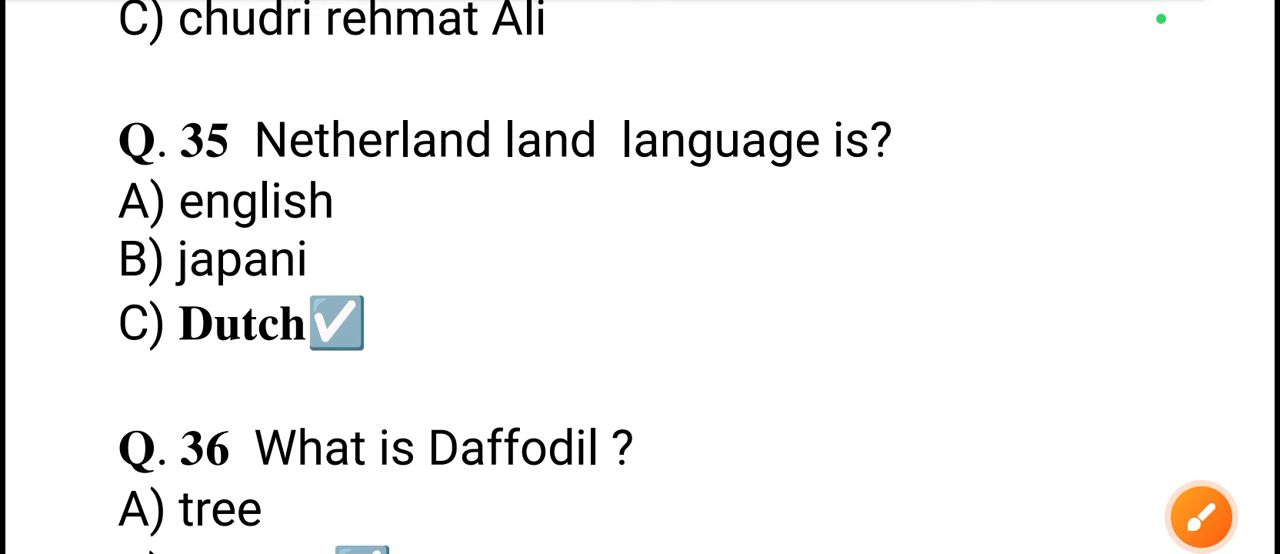 C) chudri rehmat Ali
Q. 35 Netherland land language is?
A) english
B) japani
C) Dutch☑️
Q. 36 What is Daffodil ?
A) tree